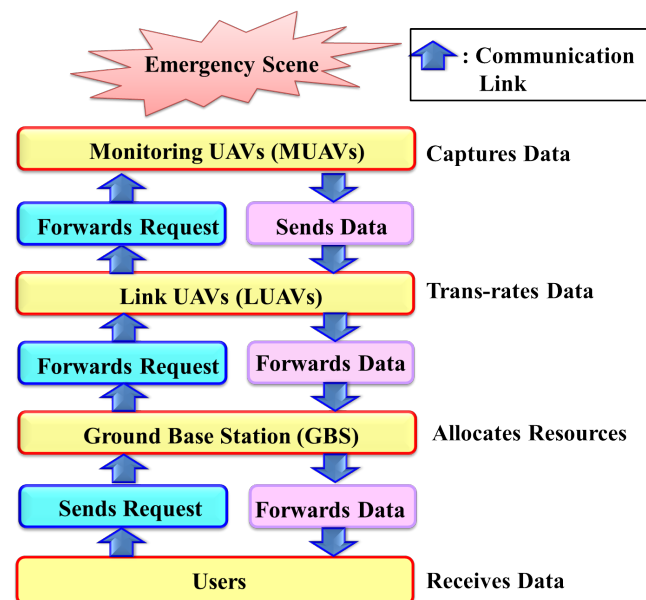 Emergency Scene
: Communication
Link
Monitoring UAVs (MUAVs)
Captures Data
Forwards Request
Sends Data
Link UAVs (LUAVs)
Trans-rates Data
Forwards Request
Forwards Data
Ground Base Station (GBS)
Allocates Resources
Sends Request
Forwards Data
Users
Receives Data